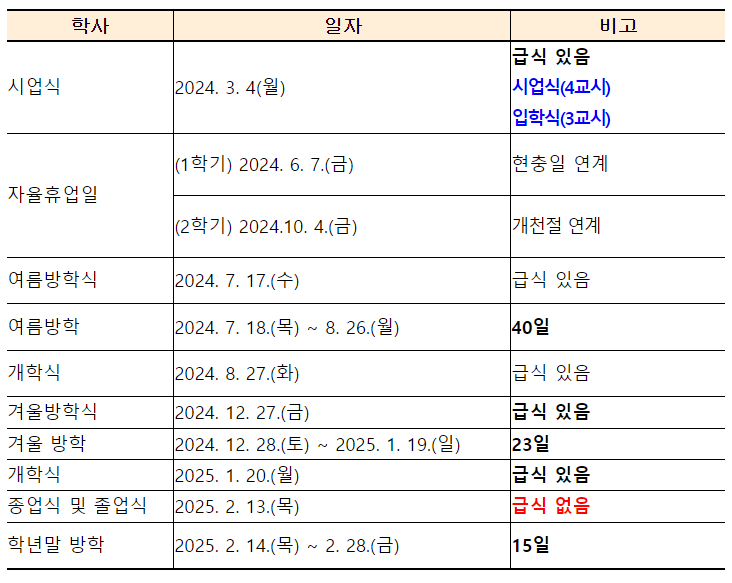 학사 일자 비고
시업식 2024. 3. 4(월) 급식 있음
시업식(4교시)
입학식(3교시)
자율휴업일 (1학기) 2024. 6. 7.(금) 현충일 연계
(2학기) 2024.10. 4.(금) 개천절 연계
여름방학식 2024. 7. 17.(수) 급식 있음
여름방학 2024. 7. 18.(목) ~ 8. 26.(월) 40일
개학식 2024. 8. 27.(화) 급식 있음
겨울방학식 2024. 12. 27.(금) 급식 있음
겨울 방학 2024. 12. 28.(토) ~ 2025. 1. 19.(일) 23일
개학식 2025. 1. 20.(월) 급식 있음
종업식 및 졸업식 2025. 2. 13.(목) 급식 없음
학년말 방학 2025. 2. 14.(목) ~ 2. 28.(금) 15일